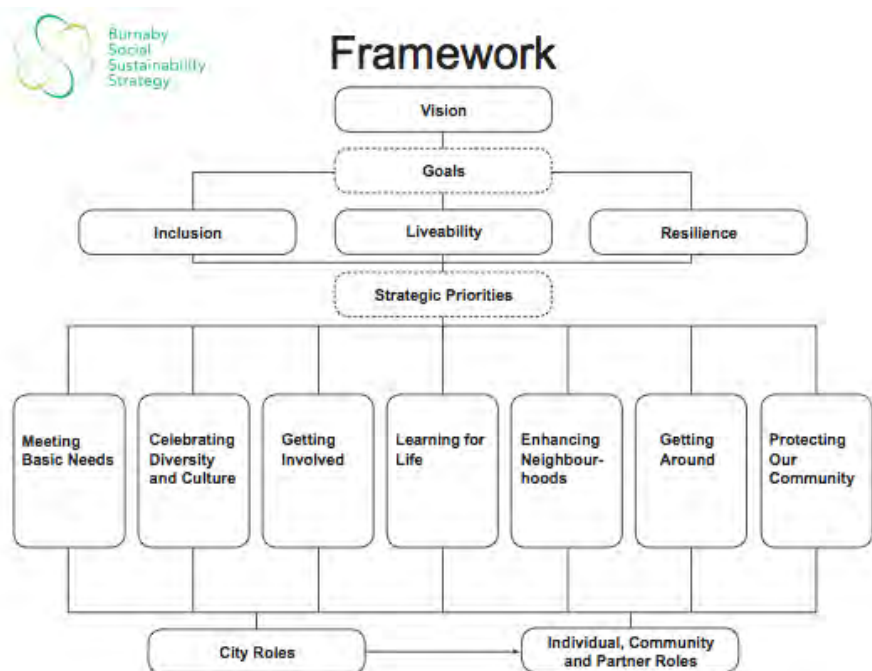 Burnaby
Social
Sustainability
Strategy
Framework
Vision
Goals
Inclusion
Liveability
Resilience
Strategic Priorities
Meeting
Basic Needs
Celebrating
Diversity
and Culture
Getting
Involved
Learning for
Life
Enhancing
Neighbour-
hoods
Getting
Around
Protecting
Our
Community
City Roles
Individual, Community
and Partner Roles